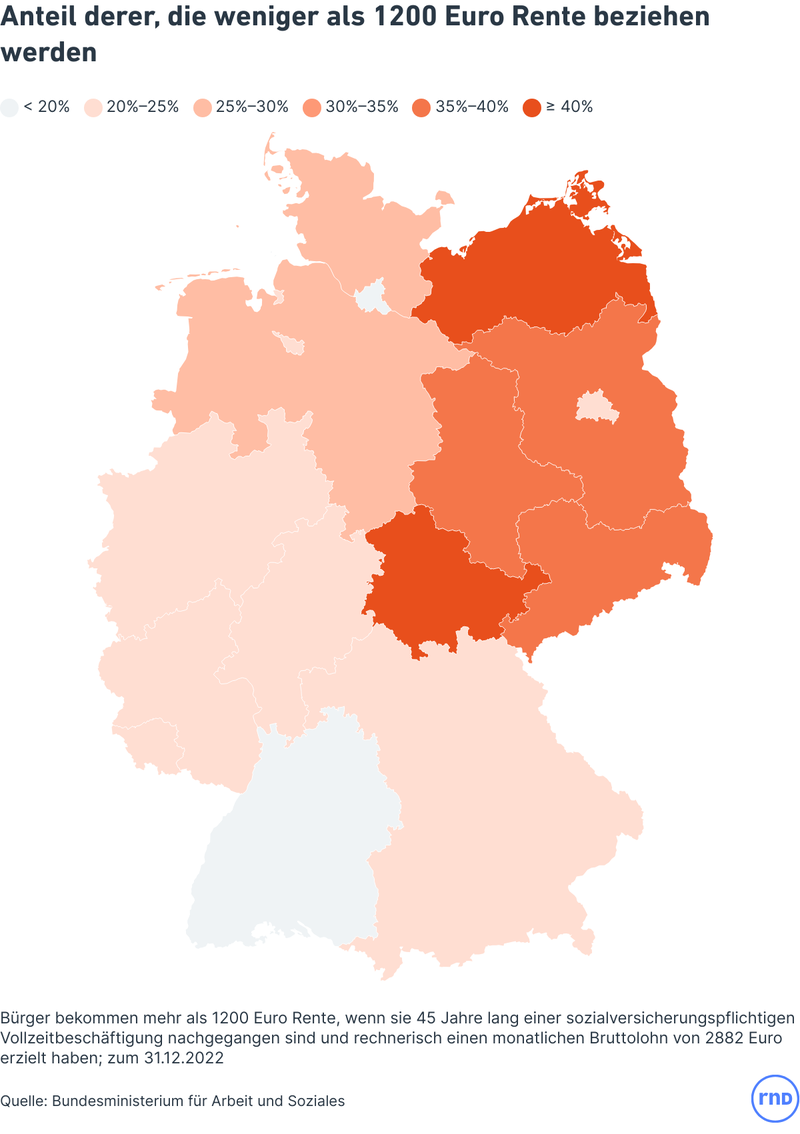 Anteil derer, die weniger als 1200 Euro Rente beziehen
werden
< 20% 20%–25% 25%–30% 30%–35% 35%–40% ≥ 40%
Bürger bekommen mehr als 1200 Euro Rente, wenn sie 45 Jahre lang einer sozialversicherungspflichtigen
Vollzeitbeschäftigung nachgegangen sind und rechnerisch einen monatlichen Bruttolohn von 2882 Euro
erzielt haben; zum 31.12.2022
Quelle: Bundesministerium für Arbeit und Soziales
rnD